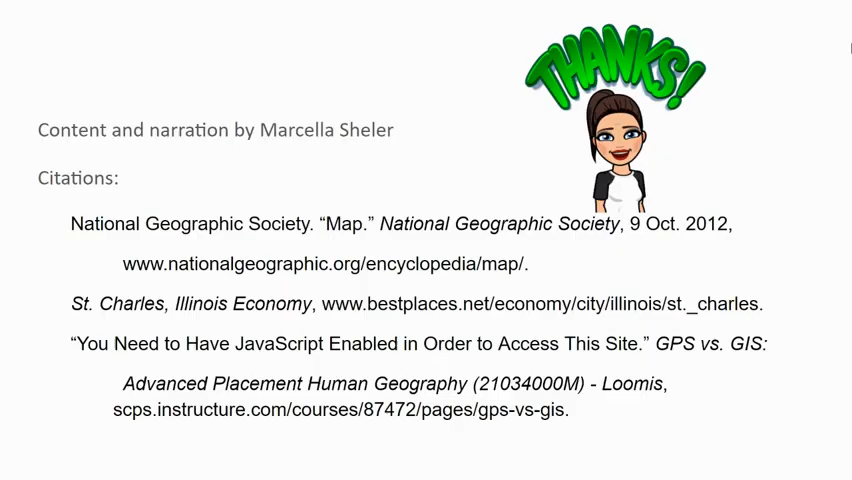 THANKS!
Content and narration by Marcella Sheler
Citations:
National Geographic Society. “Map.” National Geographic Society, 9 Oct. 2012,
www.nationalgeographic.org/encyclopedia/map/.
St. Charles, Illinois Economy, www.bestplaces.net/economy/city/illinois/st._charles.
“You Need to Have JavaScript Enabled in Order to Access This Site.” GPS vs. GIS:
Advanced Placement Human Geography (21034000M) - Loomis,
scps.instructure.com/courses/87472/pages/gps-vs-gis.